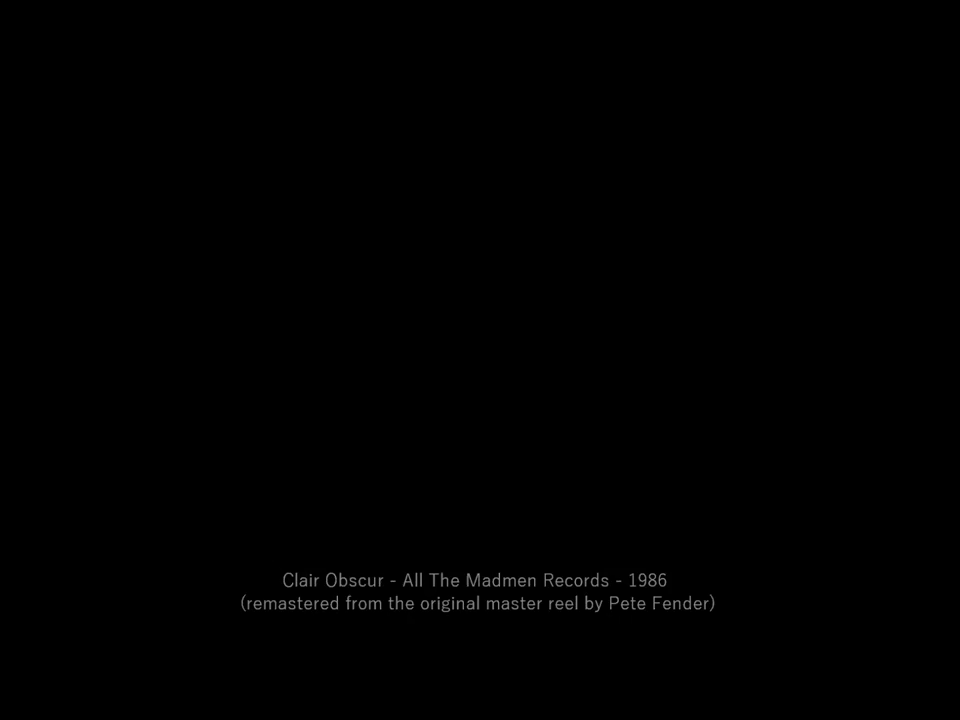 Clair Obscur - All The Madmen Records - 1986
(remastered from the original master reel by Pete Fender)